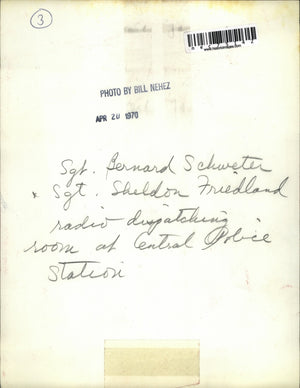 3
PHOTO BY BILL NEHEZ
APR 20 1970
Sgt. Bernard Schweter
* Sgt. Sheldon Friedland
radio dispatching
room at Central Police
Station